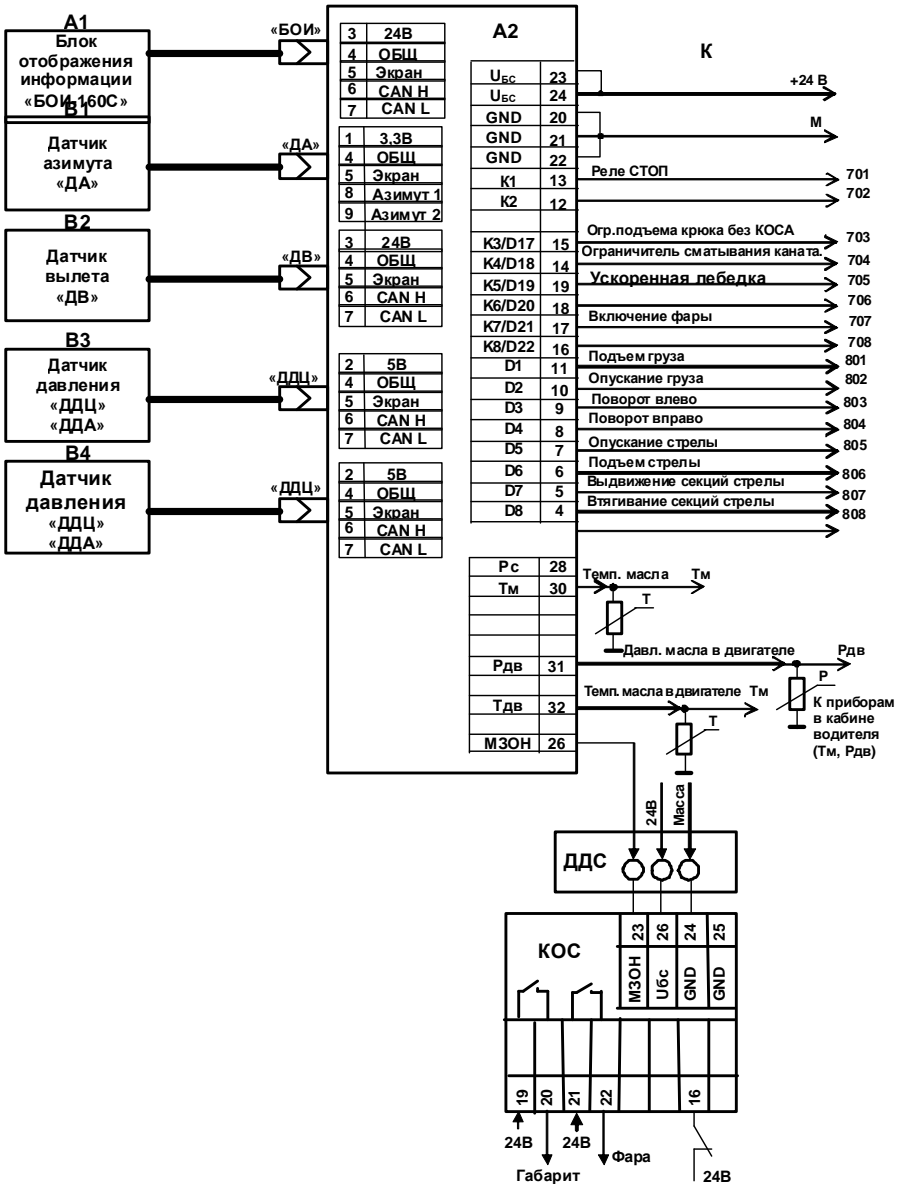 А1
Блок
отображения
информации
«БОИ-160С»
В1
Датчик
азимута
«ДА»
В2
Датчик
вылета
«ДВ»
В3
Датчик
давления
«ДДЦ»
«ДДА»
В4
Датчик
давления
«ДДЦ»
«ДДА»
«БОИ»
«ДА»
«ДВ»
«ДДЦ»
«ДДЦ»
3 24В
4 ОБЩ
5 Экран
6 CAN H
7 CAN L
1 3,3В
4 ОБЩ
5 Экран
8 Азимут 1
9 Азимут 2
3 24В
4 ОБЩ
5 Экран
6 CAN H
7 CAN L
2 5В
4 ОБЩ
5 Экран
6 CAN H
7 CAN L
2 5В
4 ОБЩ
5 Экран
6 CAN H
7 CAN L
А2
UБС 23
UБС 24
GND 20
GND 21
GND 22
К1 13
К2 12
К3/D17 15
К4/D18 14
К5/D19 19
К6/D20 18
К7/D21 17
К8/D22 16
D1 11
D2 10
D3 9
D4 8
D5 7
D6 6
D7 5
D8 4
Рс 28
Тм 30
Рдв 31
Тдв 32
МЗОН 26
К
+24 В
М
Реле СТОП 701
702
Огр.подъема крюка без КОСА 703
Ограничитель сматывания каната. 704
Ускоренная лебедка 705
706
Включение фары 707
708
Подъем груза 801
Опускание груза 802
Поворот влево 803
Поворот вправо 804
Опускание стрелы 805
Подъем стрелы 806
Выдвижение секций стрелы 807
Втягивание секций стрелы 808
Темп. масла Тм
Т
Давл. масла в двигателе Рдв
Р
Темп. масла в двигателе Тм
Т
К приборам
в кабине
водителя
(Тм, Рдв)
24В
Масса
ДДС
КОС
23 26 24 25
МЗОН Uбс GND GND
19 20 21 22 16
24В 24В
Габарит
Фара
24В